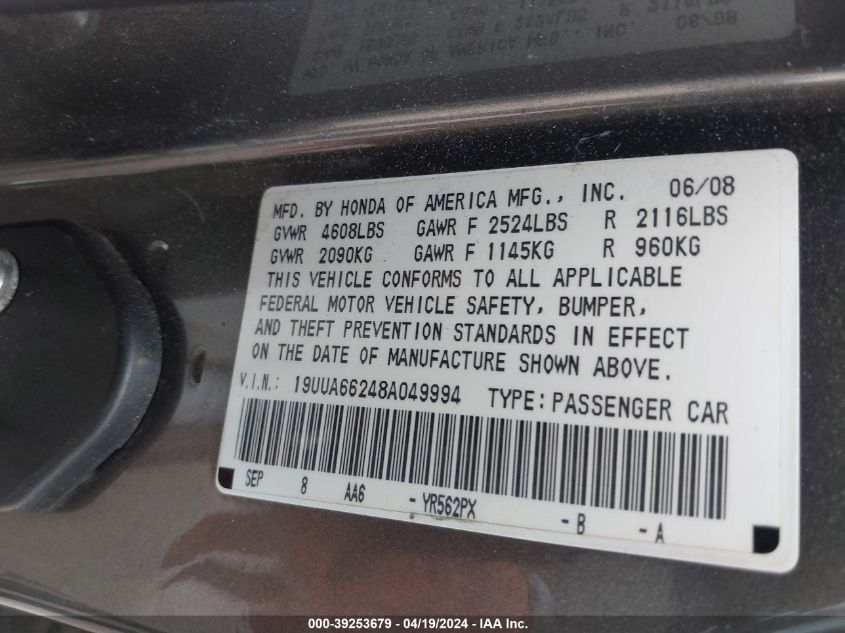 MFD. BY HONDA OF AMERICA MFG., INC. 06/08
GVWR 4608LBS GAWR F 2524LBS R 2116LBS
GVWR 2090KG GAWR F 1145KG R 960KG
THIS VEHICLE CONFORMS TO ALL APPLICABLE
FEDERAL MOTOR VEHICLE SAFETY, BUMPER,
AND THEFT PREVENTION STANDARDS IN EFFECT
ON THE DATE OF MANUFACTURE SHOWN ABOVE.
V.I.N.: 19UUA66248A049994 TYPE: PASSENGER CAR
SEP 8 AA6 - YR562PX - B - A
000-39253679 - 04/19/2024 - IAA Inc.